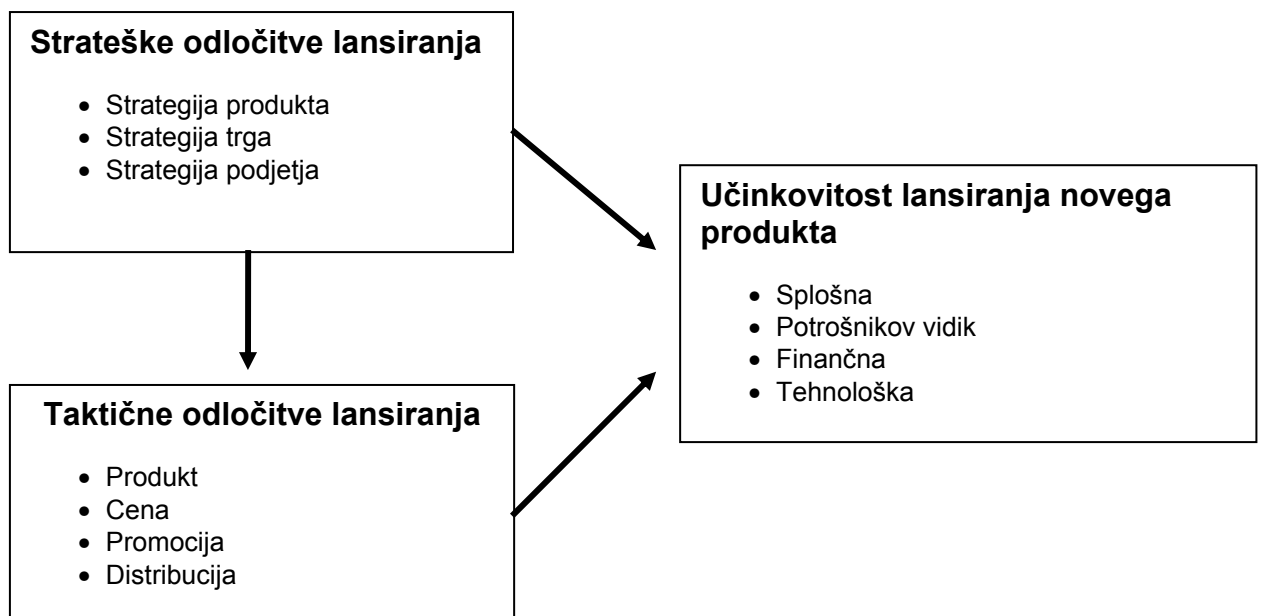 Strateške odločitve lansiranja
• Strategija produkta
• Strategija trga
• Strategija podjetja
Učinkovitost lansiranja novega
produkta
• Splošna
• Potrošnikov vidik
• Finančna
• Tehnološka
Taktične odločitve lansiranja
• Produkt
• Cena
• Promocija
• Distribucija